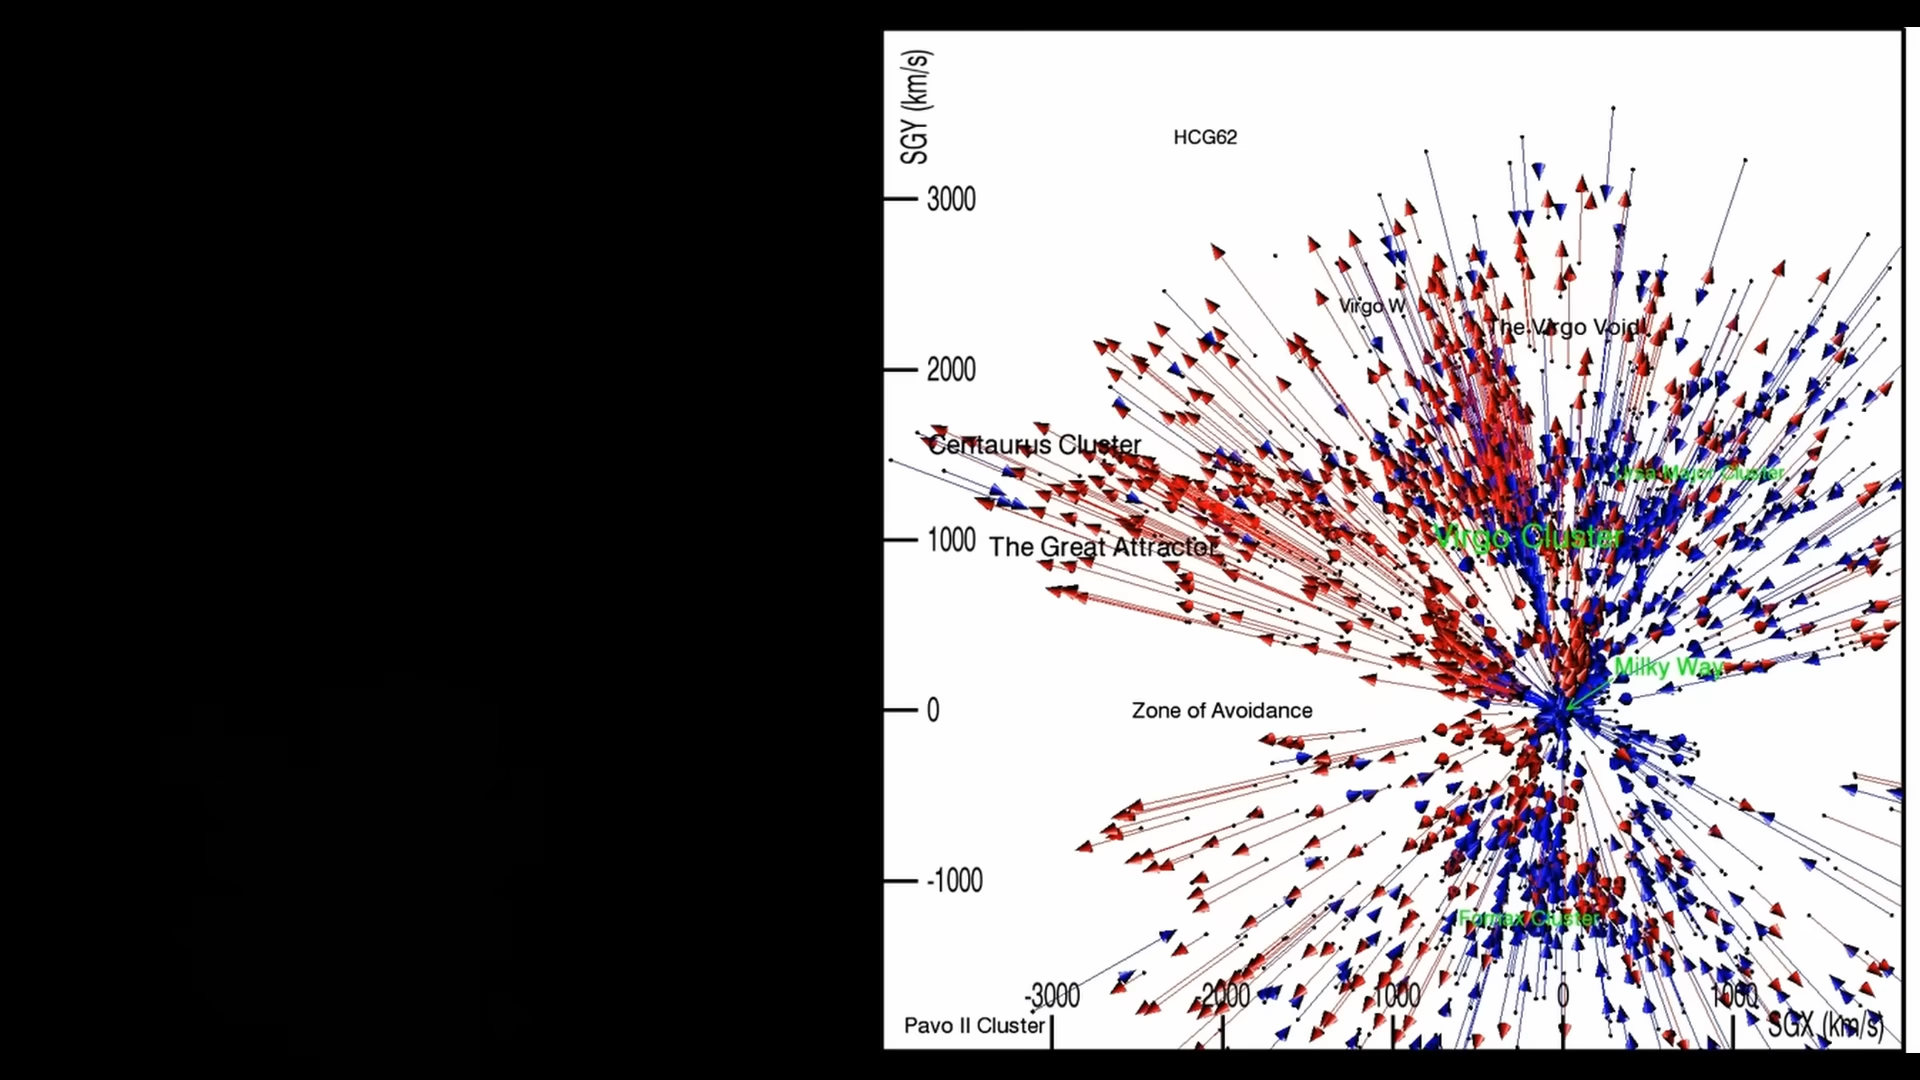 SGY (km/s)
HCG62
3000
Virgo W
The Virgo Void
2000
Centaurus Cluster
Ursa Major Cluster
Virgo Cluster
1000
The Great Attractor
Milky Way
0
Zone of Avoidance
-1000
Fornax Cluster
-3000 -2000 -1000 0 1000
Pavo II Cluster
SGX (km/s)